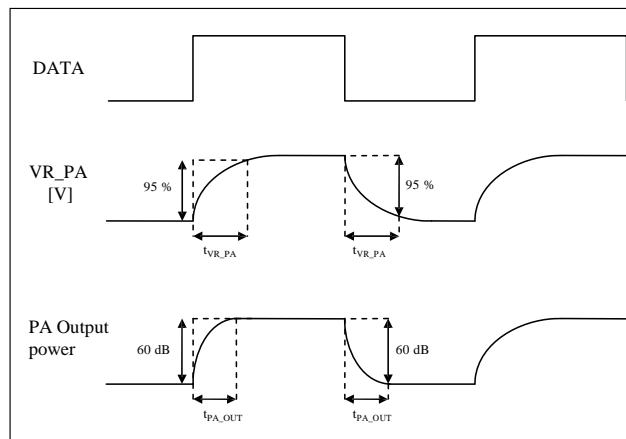 DATA
VR_PA
[V]
95 %
95 %
tVR_PA
tVR_PA
PA Output
power
60 dB
60 dB
tPA_OUT
tPA_OUT